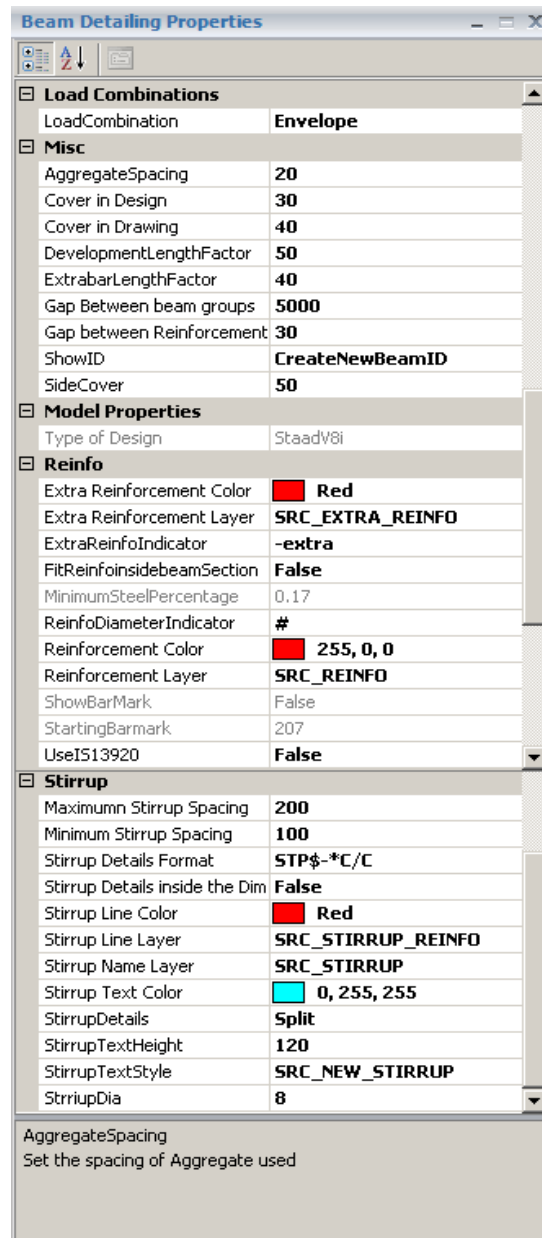 Beam Detailing Properties
Load Combinations
LoadCombination Envelope
Misc
AggregateSpacing 20
Cover in Design 30
Cover in Drawing 40
DevelopmentLengthFactor 50
ExtrabarLengthFactor 40
Gap Between beam groups 5000
Gap between Reinforcement 30
ShowID CreateNewBeamID
SideCover 50
Model Properties
Type of Design StaadV8i
Reinfo
Extra Reinforcement Color Red
Extra Reinforcement Layer SRC_EXTRA_REINFO
ExtraReinfoIndicator -extra
FitReinfoinsidebeamSection False
MinimumSteelPercentage 0.17
ReinfoDiameterIndicator #
Reinforcement Color 255, 0, 0
Reinforcement Layer SRC_REINFO
ShowBarMark False
StartingBarmark 207
UseIS13920 False
Stirrup
Maximumn Stirrup Spacing 200
Minimum Stirrup Spacing 100
Stirrup Details Format STP$-*C/C
Stirrup Details inside the Dim False
Stirrup Line Color Red
Stirrup Line Layer SRC_STIRRUP_REINFO
Stirrup Name Layer SRC_STIRRUP
Stirrup Text Color 0, 255, 255
StirrupDetails Split
StirrupTextHeight 120
StirrupTextStyle SRC_NEW_STIRRUP
StrriupDia 8
AggregateSpacing
Set the spacing of Aggregate used